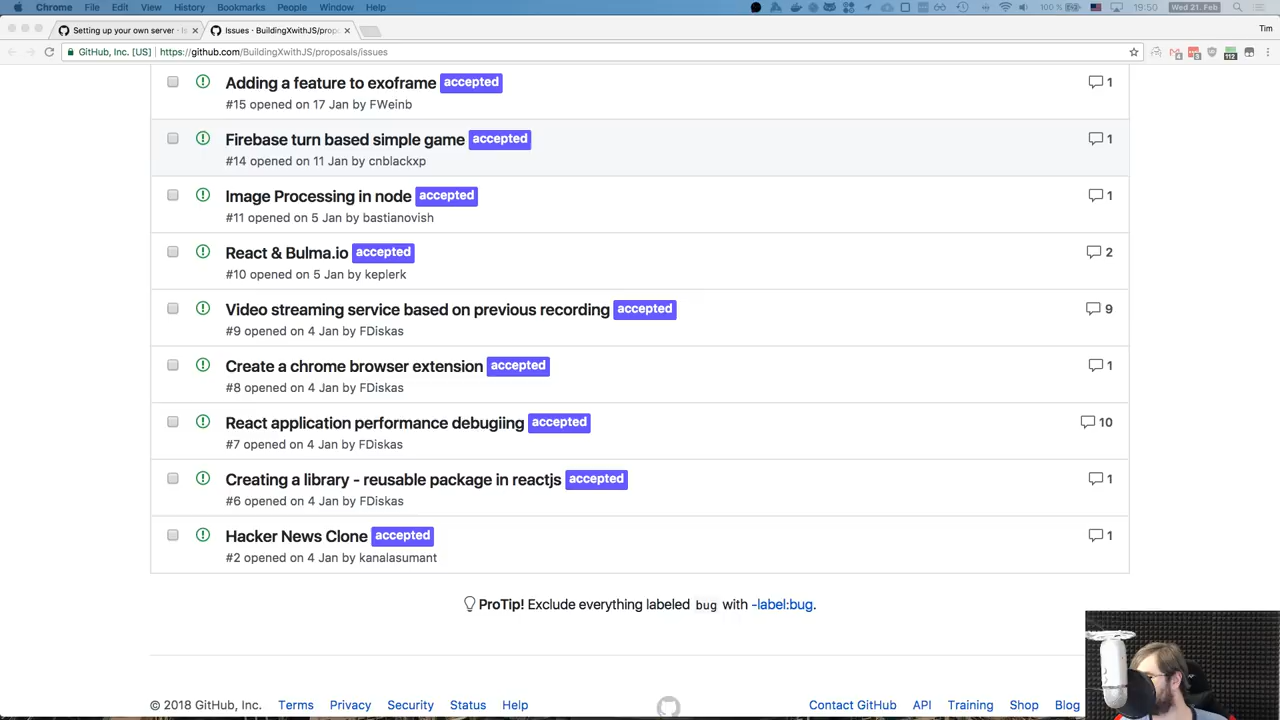 Chrome File Edit View History Bookmarks People Window Help
100 % 19:50 Wed 21. Feb
Setting up your own server · Is
Issues · BuildingXwithJS/propo
Tim
GitHub, Inc. [US] https://github.com/BuildingXwithJS/proposals/issues
Adding a feature to exoframe accepted 1
#15 opened on 17 Jan by FWeinb
Firebase turn based simple game accepted 1
#14 opened on 11 Jan by cnblackxp
Image Processing in node accepted 1
#11 opened on 5 Jan by bastianovish
React & Bulma.io accepted 2
#10 opened on 5 Jan by keplerk
Video streaming service based on previous recording accepted 9
#9 opened on 4 Jan by FDiskas
Create a chrome browser extension accepted 1
#8 opened on 4 Jan by FDiskas
React application performance debugiing accepted 10
#7 opened on 4 Jan by FDiskas
Creating a library - reusable package in reactjs accepted 1
#6 opened on 4 Jan by FDiskas
Hacker News Clone accepted 1
#2 opened on 4 Jan by kanalasumant
ProTip! Exclude everything labeled bug with -label:bug.
© 2018 GitHub, Inc. Terms Privacy Security Status Help Contact GitHub API Training Shop Blog